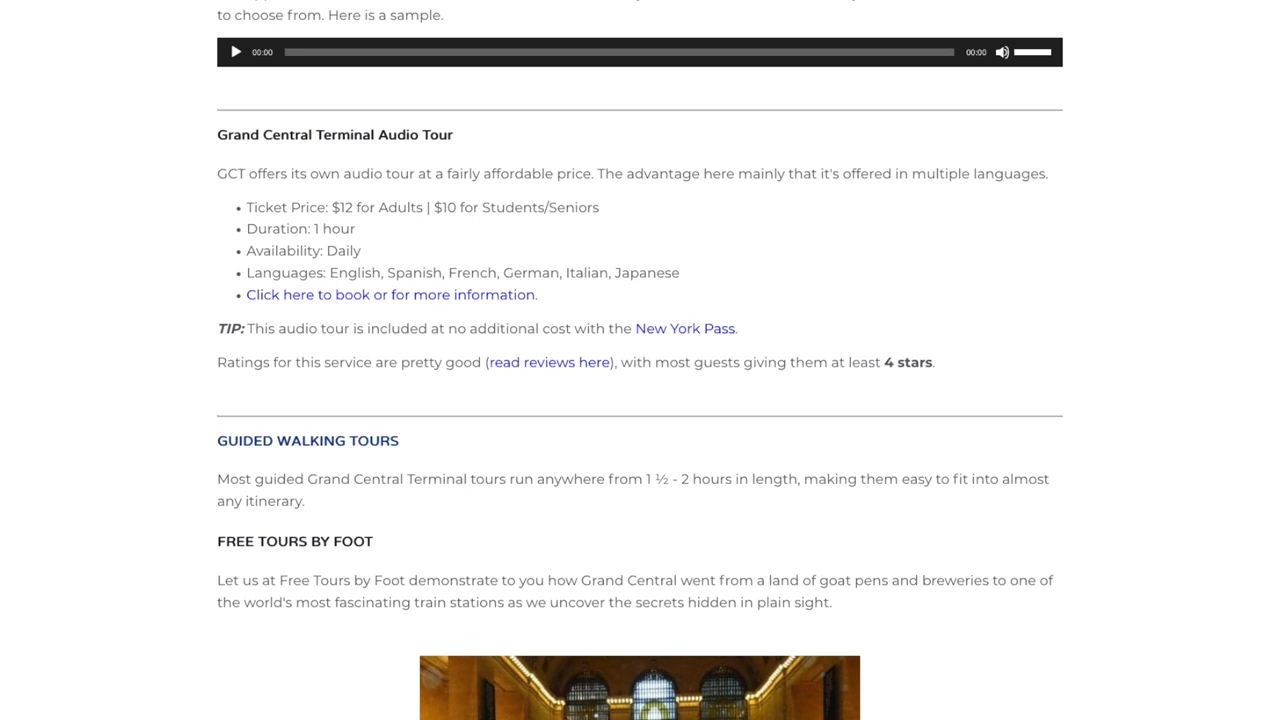 to choose from. Here is a sample.
00:00 00:00
Grand Central Terminal Audio Tour
GCT offers its own audio tour at a fairly affordable price. The advantage here mainly that it's offered in multiple languages.
• Ticket Price: $12 for Adults | $10 for Students/Seniors
• Duration: 1 hour
• Availability: Daily
• Languages: English, Spanish, French, German, Italian, Japanese
• Click here to book or for more information.
TIP: This audio tour is included at no additional cost with the New York Pass.
Ratings for this service are pretty good (read reviews here), with most guests giving them at least 4 stars.
GUIDED WALKING TOURS
Most guided Grand Central Terminal tours run anywhere from 1 ½ - 2 hours in length, making them easy to fit into almost
any itinerary.
FREE TOURS BY FOOT
Let us at Free Tours by Foot demonstrate to you how Grand Central went from a land of goat pens and breweries to one of
the world's most fascinating train stations as we uncover the secrets hidden in plain sight.